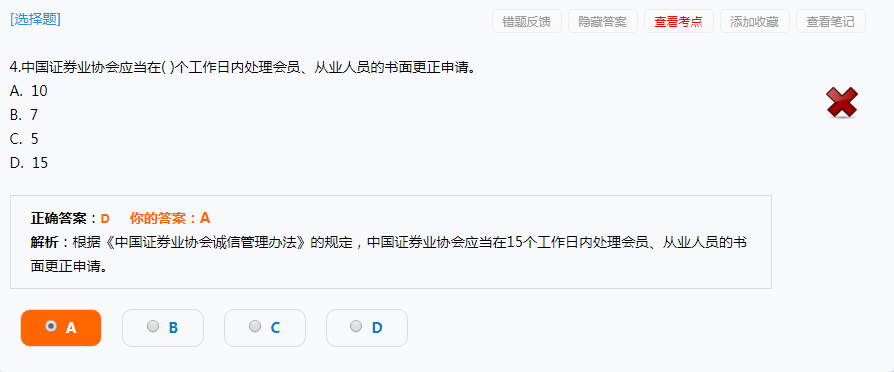 [选择题]
错题反馈 隐藏答案 查看考点 添加收藏 查看笔记
4.中国证券业协会应当在( )个工作日内处理会员、从业人员的书面更正申请。
A. 10
B. 7
C. 5
D. 15
正确答案：D 你的答案：A
解析：根据《中国证券业协会诚信管理办法》的规定，中国证券业协会应当在15个工作日内处理会员、从业人员的书
面更正申请。
A B C D